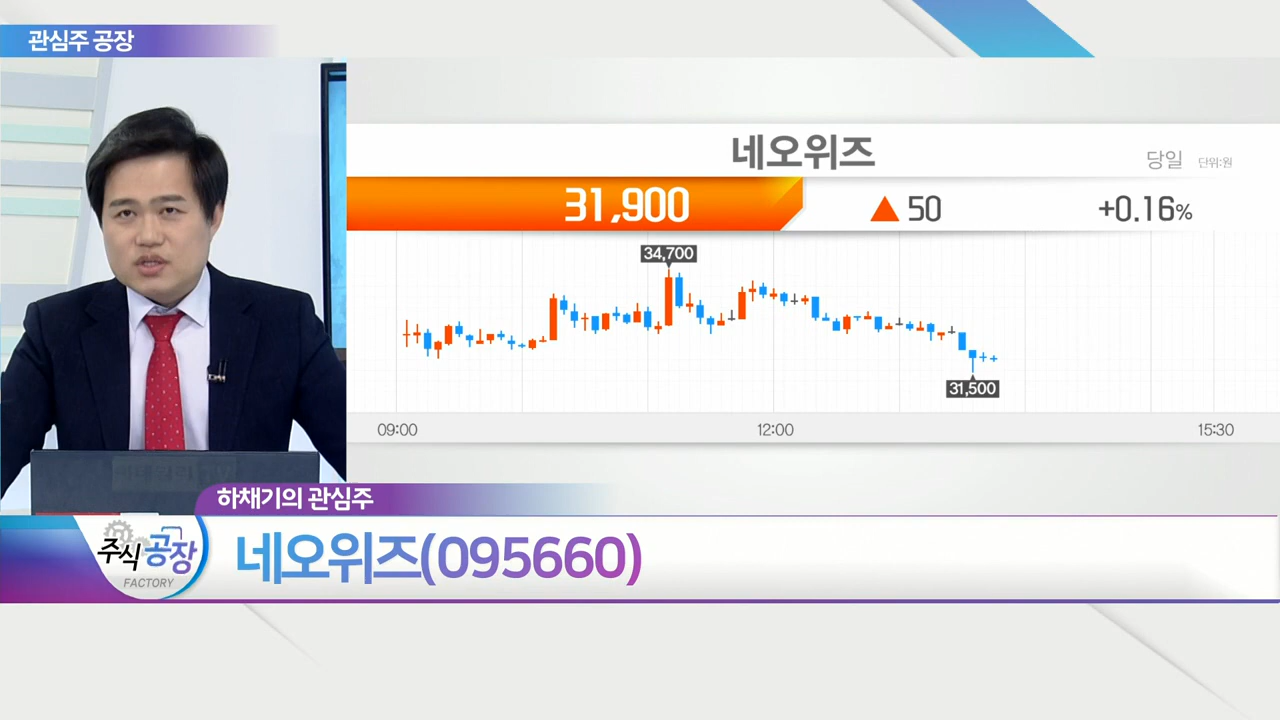 관심주 공장
네오위즈
당일 단위:원
31,900 ▲ 50 +0.16%
34,700
31,500
09:00 12:00 15:30
하채기의 관심주
주식공장
FACTORY
네오위즈(095660)